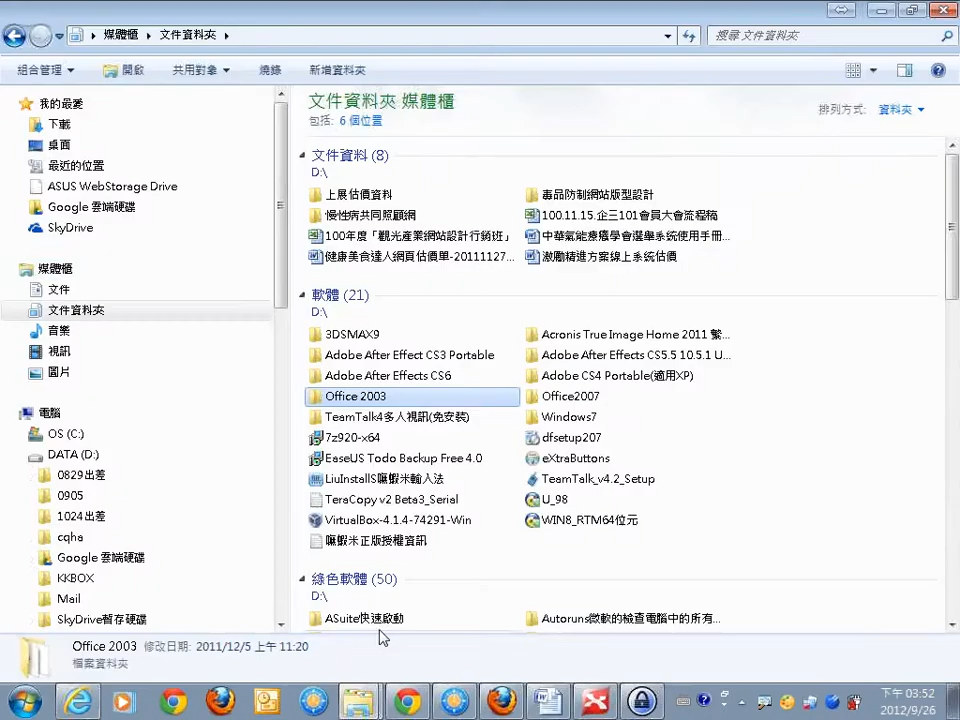 媒體櫃 文件資料夾
搜尋 文件資料夾
組合管理 開啟 共用對象 燒錄 新增資料夾
我的最愛
下載
桌面
最近的位置
ASUS WebStorage Drive
Google 雲端硬碟
SkyDrive
媒體櫃
文件
文件資料夾
音樂
視訊
圖片
電腦
OS (C:)
DATA (D:)
0829出差
0905
1024出差
cqha
Google 雲端硬碟
KKBOX
Mail
SkyDrive暫存硬碟
文件資料夾 媒體櫃
包括: 6 個位置
排列方式: 資料夾
文件資料 (8)
D:\
上展估價資料
毒品防制網站版型設計
慢性病共同照顧網
100.11.15.企三101會員大會流程稿
100年度「觀光產業網站設計行銷班」
中華氣能療癢學會選舉系統使用手冊...
健康美食達人網頁估價單-20111127...
激勵精進方案線上系統估價
軟體 (21)
D:\
3DSMAX9
Acronis True Image Home 2011 繁...
Adobe After Effect CS3 Portable
Adobe After Effects CS5.5 10.5.1 U...
Adobe After Effects CS6
Adobe CS4 Portable(適用XP)
Office 2003
Office2007
TeamTalk4多人視訊(免安裝)
Windows7
7z920-x64
dfsetup207
EaseUS Todo Backup Free 4.0
eXtraButtons
LiuInstallS嘸蝦米輸入法
TeamTalk_v4.2_Setup
TeraCopy v2 Beta3_Serial
U_98
VirtualBox-4.1.4-74291-Win
WIN8_RTM64位元
嘸蝦米正版授權資訊
綠色軟體 (50)
D:\
ASuite快速啟動
Autoruns微軟的檢查電腦中的所有...
Office 2003 修改日期: 2011/12/5 上午 11:20
檔案資料夾
下午 03:52
2012/9/26